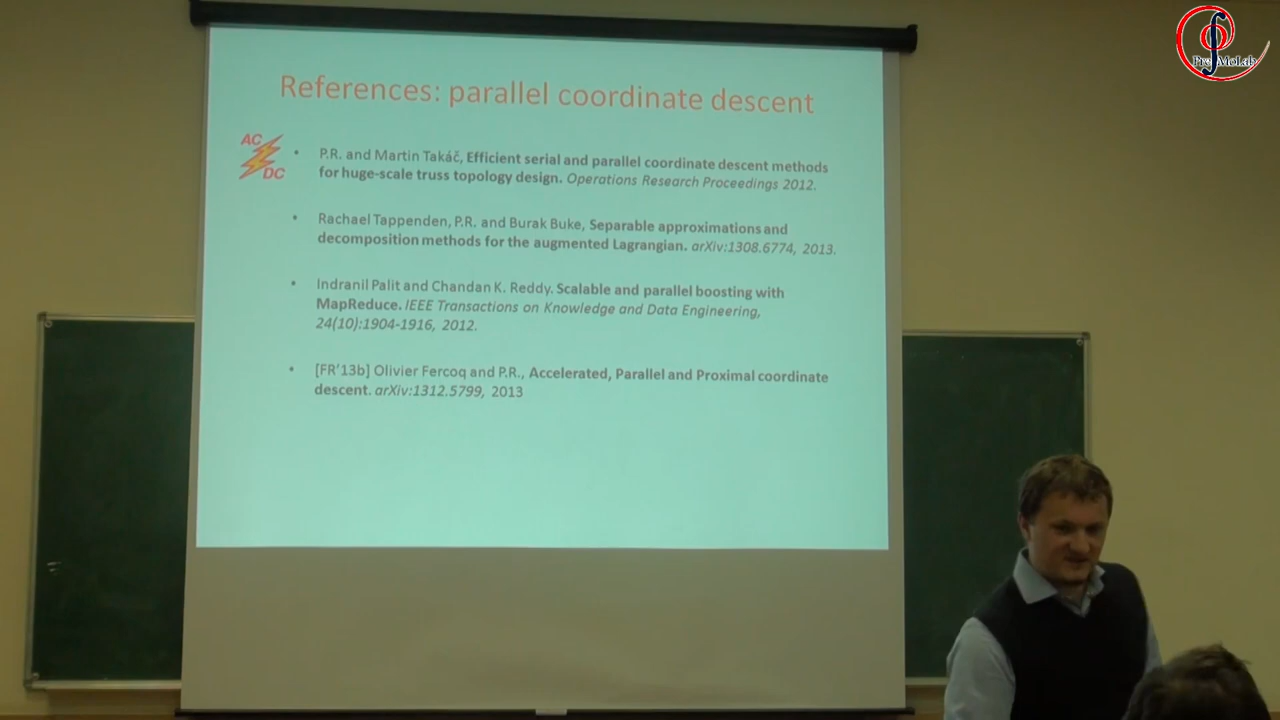 References: parallel coordinate descent
AC
DC
• P.R. and Martin Takáč, Efficient serial and parallel coordinate descent methods
for huge-scale truss topology design. Operations Research Proceedings 2012.
• Rachael Tappenden, P.R. and Burak Buke, Separable approximations and
decomposition methods for the augmented Lagrangian. arXiv:1308.6774, 2013.
• Indranil Palit and Chandan K. Reddy. Scalable and parallel boosting with
MapReduce. IEEE Transactions on Knowledge and Data Engineering,
24(10):1904-1916, 2012.
• [FR'13b] Olivier Fercoq and P.R., Accelerated, Parallel and Proximal coordinate
descent. arXiv:1312.5799, 2013
PreMoLab